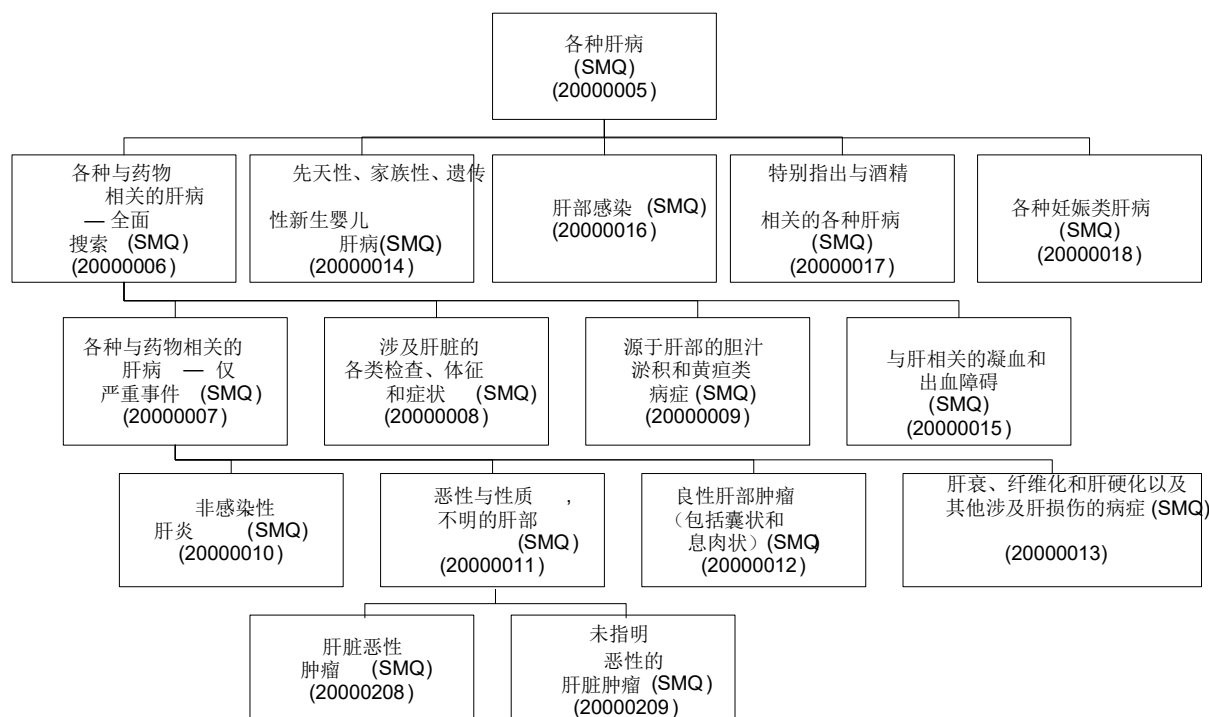 各种肝病
(SMQ)
(20000005)
各种与药物
相关的肝病
— 全面
搜索 (SMQ)
(20000006)
先天性、家族性、遗传
性新生婴儿
肝病(SMQ)
(20000014)
肝部感染 (SMQ)
(20000016)
特别指出与酒精
相关的各种肝病
(SMQ)
(20000017)
各种妊娠类肝病
(SMQ)
(20000018)
各种与药物相关的
肝病 — 仅
严重事件 (SMQ)
(20000007)
涉及肝脏的
各类检查、体征
和症状 (SMQ)
(20000008)
源于肝部的胆汁
淤积和黄疸类
病症 (SMQ)
(20000009)
与肝相关的凝血和
出血障碍
(SMQ)
(20000015)
非感染性
肝炎 (SMQ)
(20000010)
恶性与性质 ,
不明的肝部
(SMQ)
(20000011)
良性肝部肿瘤
（包括囊状和
息肉状）(SMQ)
(20000012)
肝衰、纤维化和肝硬化以及
其他涉及肝损伤的病症 (SMQ)
(20000013)
肝脏恶性
肿瘤 (SMQ)
(20000208)
未指明
恶性的
肝脏肿瘤 (SMQ)
(20000209)